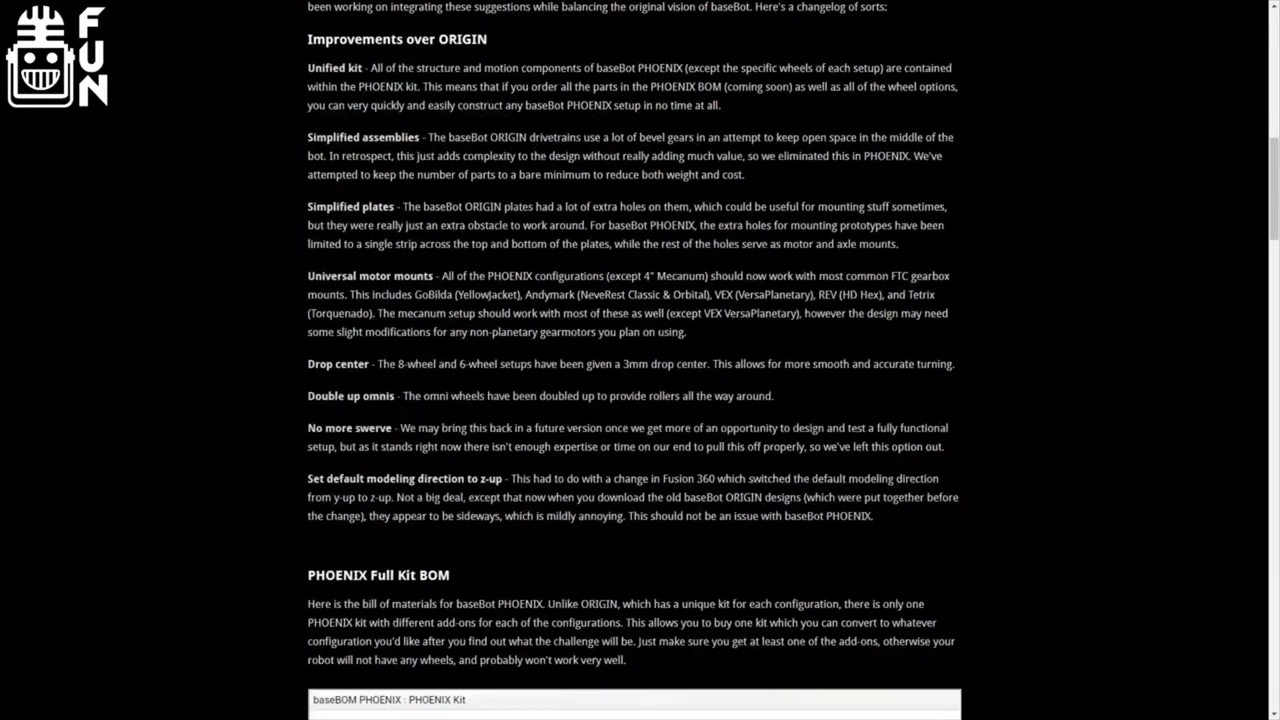 FUN
been working on integrating these suggestions while balancing the original vision of baseBot. Here's a changelog of sorts:
Improvements over ORIGIN
Unified kit - All of the structure and motion components of baseBot PHOENIX (except the specific wheels of each setup) are contained
within the PHOENIX kit. This means that if you order all the parts in the PHOENIX BOM (coming soon) as well as all of the wheel options,
you can very quickly and easily construct any baseBot PHOENIX setup in no time at all.
Simplified assemblies - The baseBot ORIGIN drivetrains use a lot of bevel gears in an attempt to keep open space in the middle of the
bot. In retrospect, this just adds complexity to the design without really adding much value, so we eliminated this in PHOENIX. We've
attempted to keep the number of parts to a bare minimum to reduce both weight and cost.
Simplified plates - The baseBot ORIGIN plates had a lot of extra holes on them, which could be useful for mounting stuff sometimes,
but they were really just an extra obstacle to work around. For baseBot PHOENIX, the extra holes for mounting prototypes have been
limited to a single strip across the top and bottom of the plates, while the rest of the holes serve as motor and axle mounts.
Universal motor mounts - All of the PHOENIX configurations (except 4" Mecanum) should now work with most common FTC gearbox
mounts. This includes GoBilda (YellowJacket), Andymark (NeveRest Classic & Orbital), VEX (VersaPlanetary), REV (HD Hex), and Tetrix
(Torquenado). The mecanum setup should work with most of these as well (except VEX VersaPlanetary), however the design may need
some slight modifications for any non-planetary gearmotors you plan on using.
Drop center - The 8-wheel and 6-wheel setups have been given a 3mm drop center. This allows for more smooth and accurate turning.
Double up omnis - The omni wheels have been doubled up to provide rollers all the way around.
No more swerve - We may bring this back in a future version once we get more of an opportunity to design and test a fully functional
setup, but as it stands right now there isn't enough expertise or time on our end to pull this off properly, so we've left this option out.
Set default modeling direction to z-up - This had to do with a change in Fusion 360 which switched the default modeling direction
from y-up to z-up. Not a big deal, except that now when you download the old baseBot ORIGIN designs (which were put together before
the change), they appear to be sideways, which is mildly annoying. This should not be an issue with baseBot PHOENIX.
PHOENIX Full Kit BOM
Here is the bill of materials for baseBot PHOENIX. Unlike ORIGIN, which has a unique kit for each configuration, there is only one
PHOENIX kit with different add-ons for each of the configurations. This allows you to buy one kit which you can convert to whatever
configuration you'd like after you find out what the challenge will be. Just make sure you get at least one of the add-ons, otherwise your
robot will not have any wheels, and probably won't work very well.
baseBOM PHOENIX : PHOENIX Kit